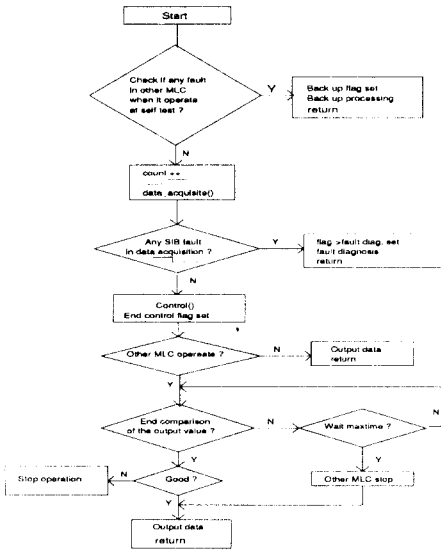 Start
Check if any fault
in other MLC
when it operate
at self test ?
Y
Back up flag set
Back up processing
return
N
count ++
data_acquisite()
Any SIB fault
in data acquisition ?
Y
flag >fault diag. set
fault diagnosis
return
N
Control()
End control flag set
Other MLC opereate ?
N
Output data
return
Y
End comparison
of the output value ?
N
Wait maxtime ?
N
Y
Y
Stop operation
N
Good ?
Other MLC stop
Y
Output data
return